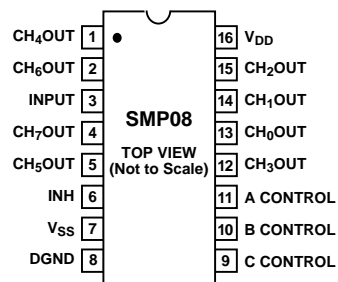 CH4OUT 1
CH6OUT 2
INPUT 3
CH7OUT 4
CH5OUT 5
INH 6
VSS 7
DGND 8
SMP08
TOP VIEW
(Not to Scale)
16 VDD
15 CH2OUT
14 CH1OUT
13 CH0OUT
12 CH3OUT
11 A CONTROL
10 B CONTROL
9 C CONTROL